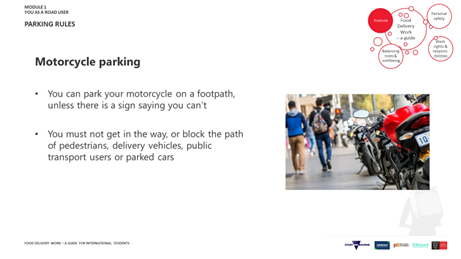 MODULE 1
YOU AS A ROAD USER
PARKING RULES
Food
Delivery
Work
– a guide
Personal
safety
Work
rights &
Balancing
roles &
wellbeing
Motorcycle parking
• You can park your motorcycle on a footpath,
unless there is a sign saying you can't
• You must not get in the way, or block the path
of pedestrians, delivery vehicles, public
transport users or parked cars
FOOD DELIVERY WORK – A GUIDE FOR INTERNATIONAL STUDENTS